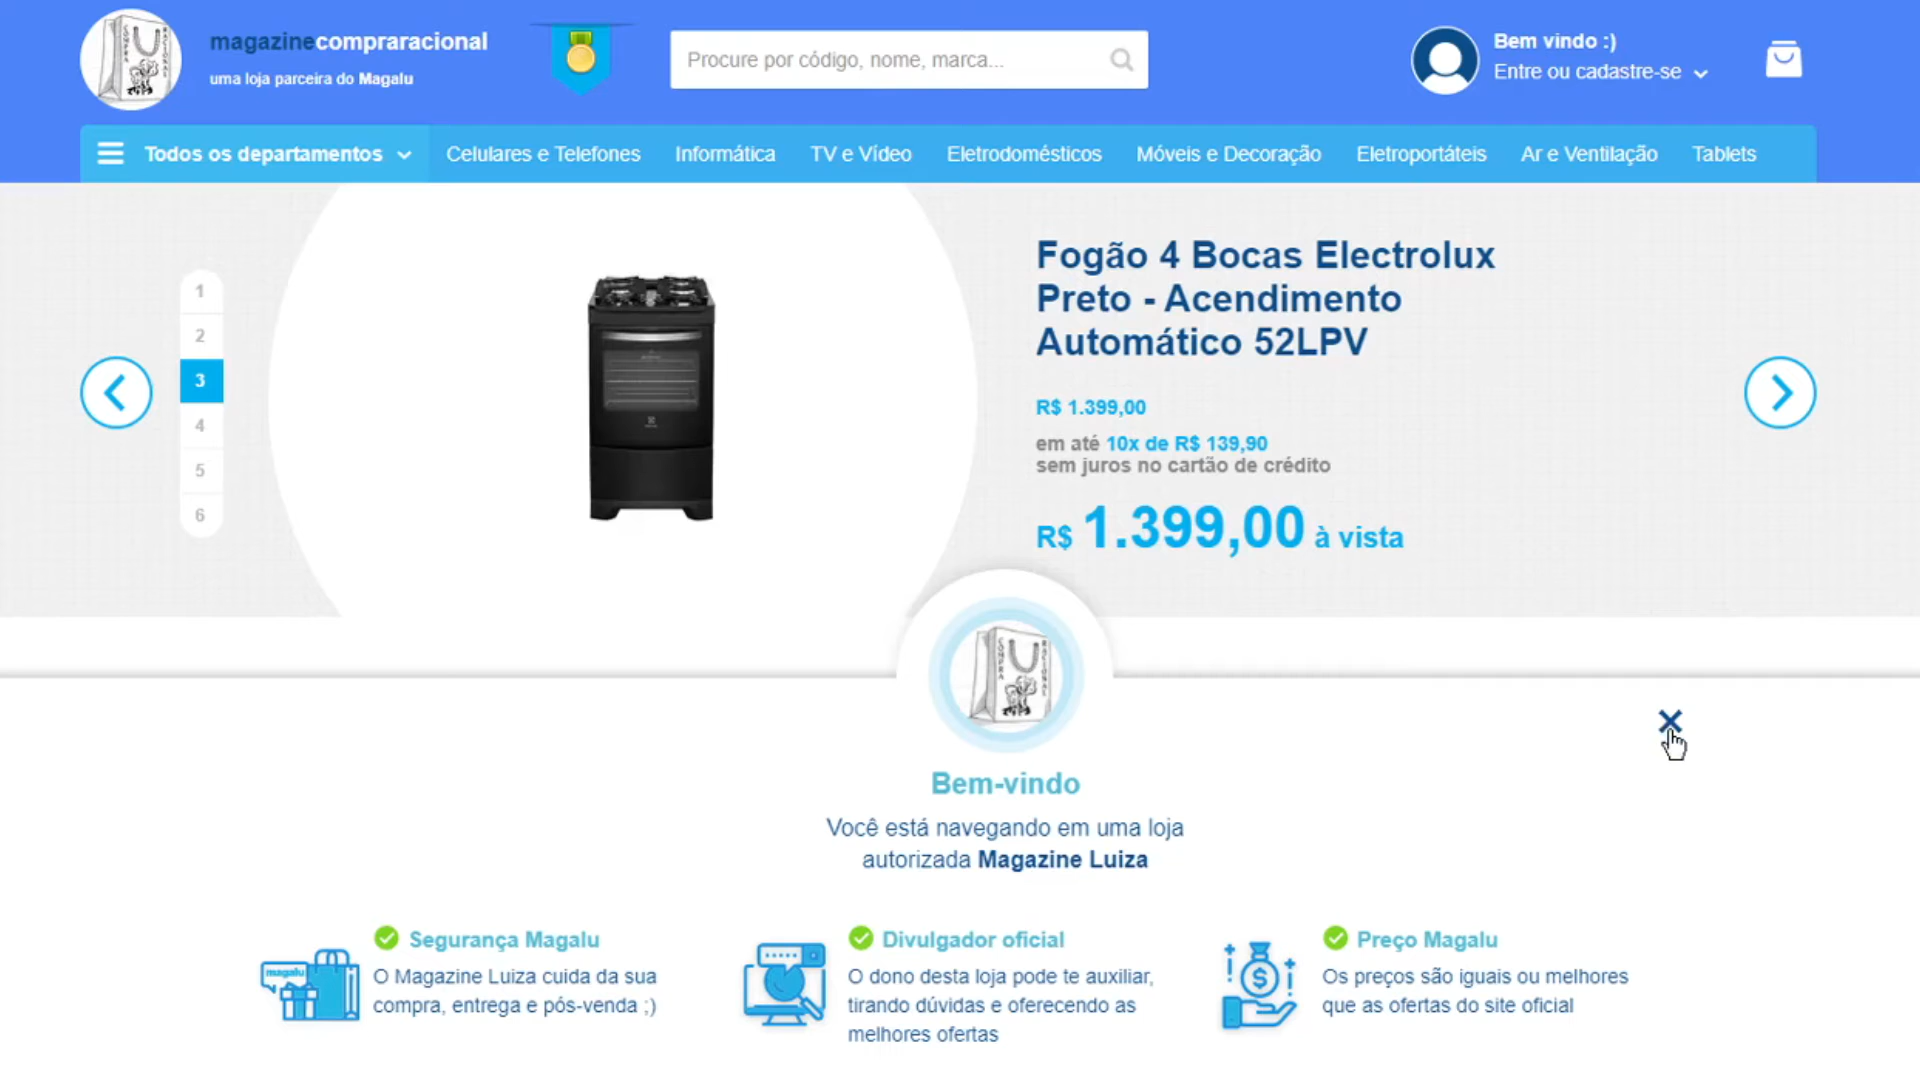 COMPRA
RACIONAL
magazinecompraracional
uma loja parceira do Magalu
Procure por código, nome, marca...
Bem vindo :)
Entre ou cadastre-se
Todos os departamentos
Celulares e Telefones
Informática
TV e Vídeo
Eletrodomésticos
Móveis e Decoração
Eletroportáteis
Ar e Ventilação
Tablets
1
2
3
4
5
6
Fogão 4 Bocas Electrolux
Preto - Acendimento
Automático 52LPV
R$ 1.399,00
em até 10x de R$ 139,90
sem juros no cartão de crédito
R$ 1.399,00 à vista
COMPRA
RACIONAL
Bem-vindo
Você está navegando em uma loja
autorizada Magazine Luiza
magalu
Segurança Magalu
O Magazine Luiza cuida da sua
compra, entrega e pós-venda ;)
Divulgador oficial
O dono desta loja pode te auxiliar,
tirando dúvidas e oferecendo as
melhores ofertas
$
Preço Magalu
Os preços são iguais ou melhores
que as ofertas do site oficial